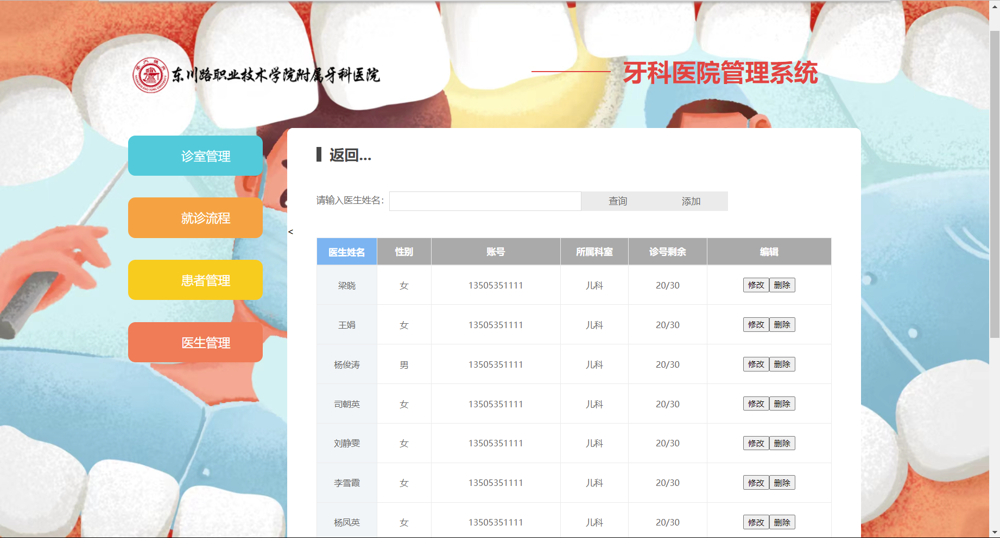 东川路职业技术学院附属牙科医院
牙科医院管理系统
诊室管理
就诊流程
患者管理
医生管理
返回...
请输入医生姓名：
查询 添加
<
医生姓名 性别 账号 所属科室 诊号剩余 编辑
梁晓 女 13505351111 儿科 20/30 修改 删除
王娟 女 13505351111 儿科 20/30 修改 删除
杨俊涛 男 13505351111 儿科 20/30 修改 删除
司朝英 女 13505351111 儿科 20/30 修改 删除
刘静雯 女 13505351111 儿科 20/30 修改 删除
李雪霞 女 13505351111 儿科 20/30 修改 删除
杨凤英 女 13505351111 儿科 20/30 修改 删除